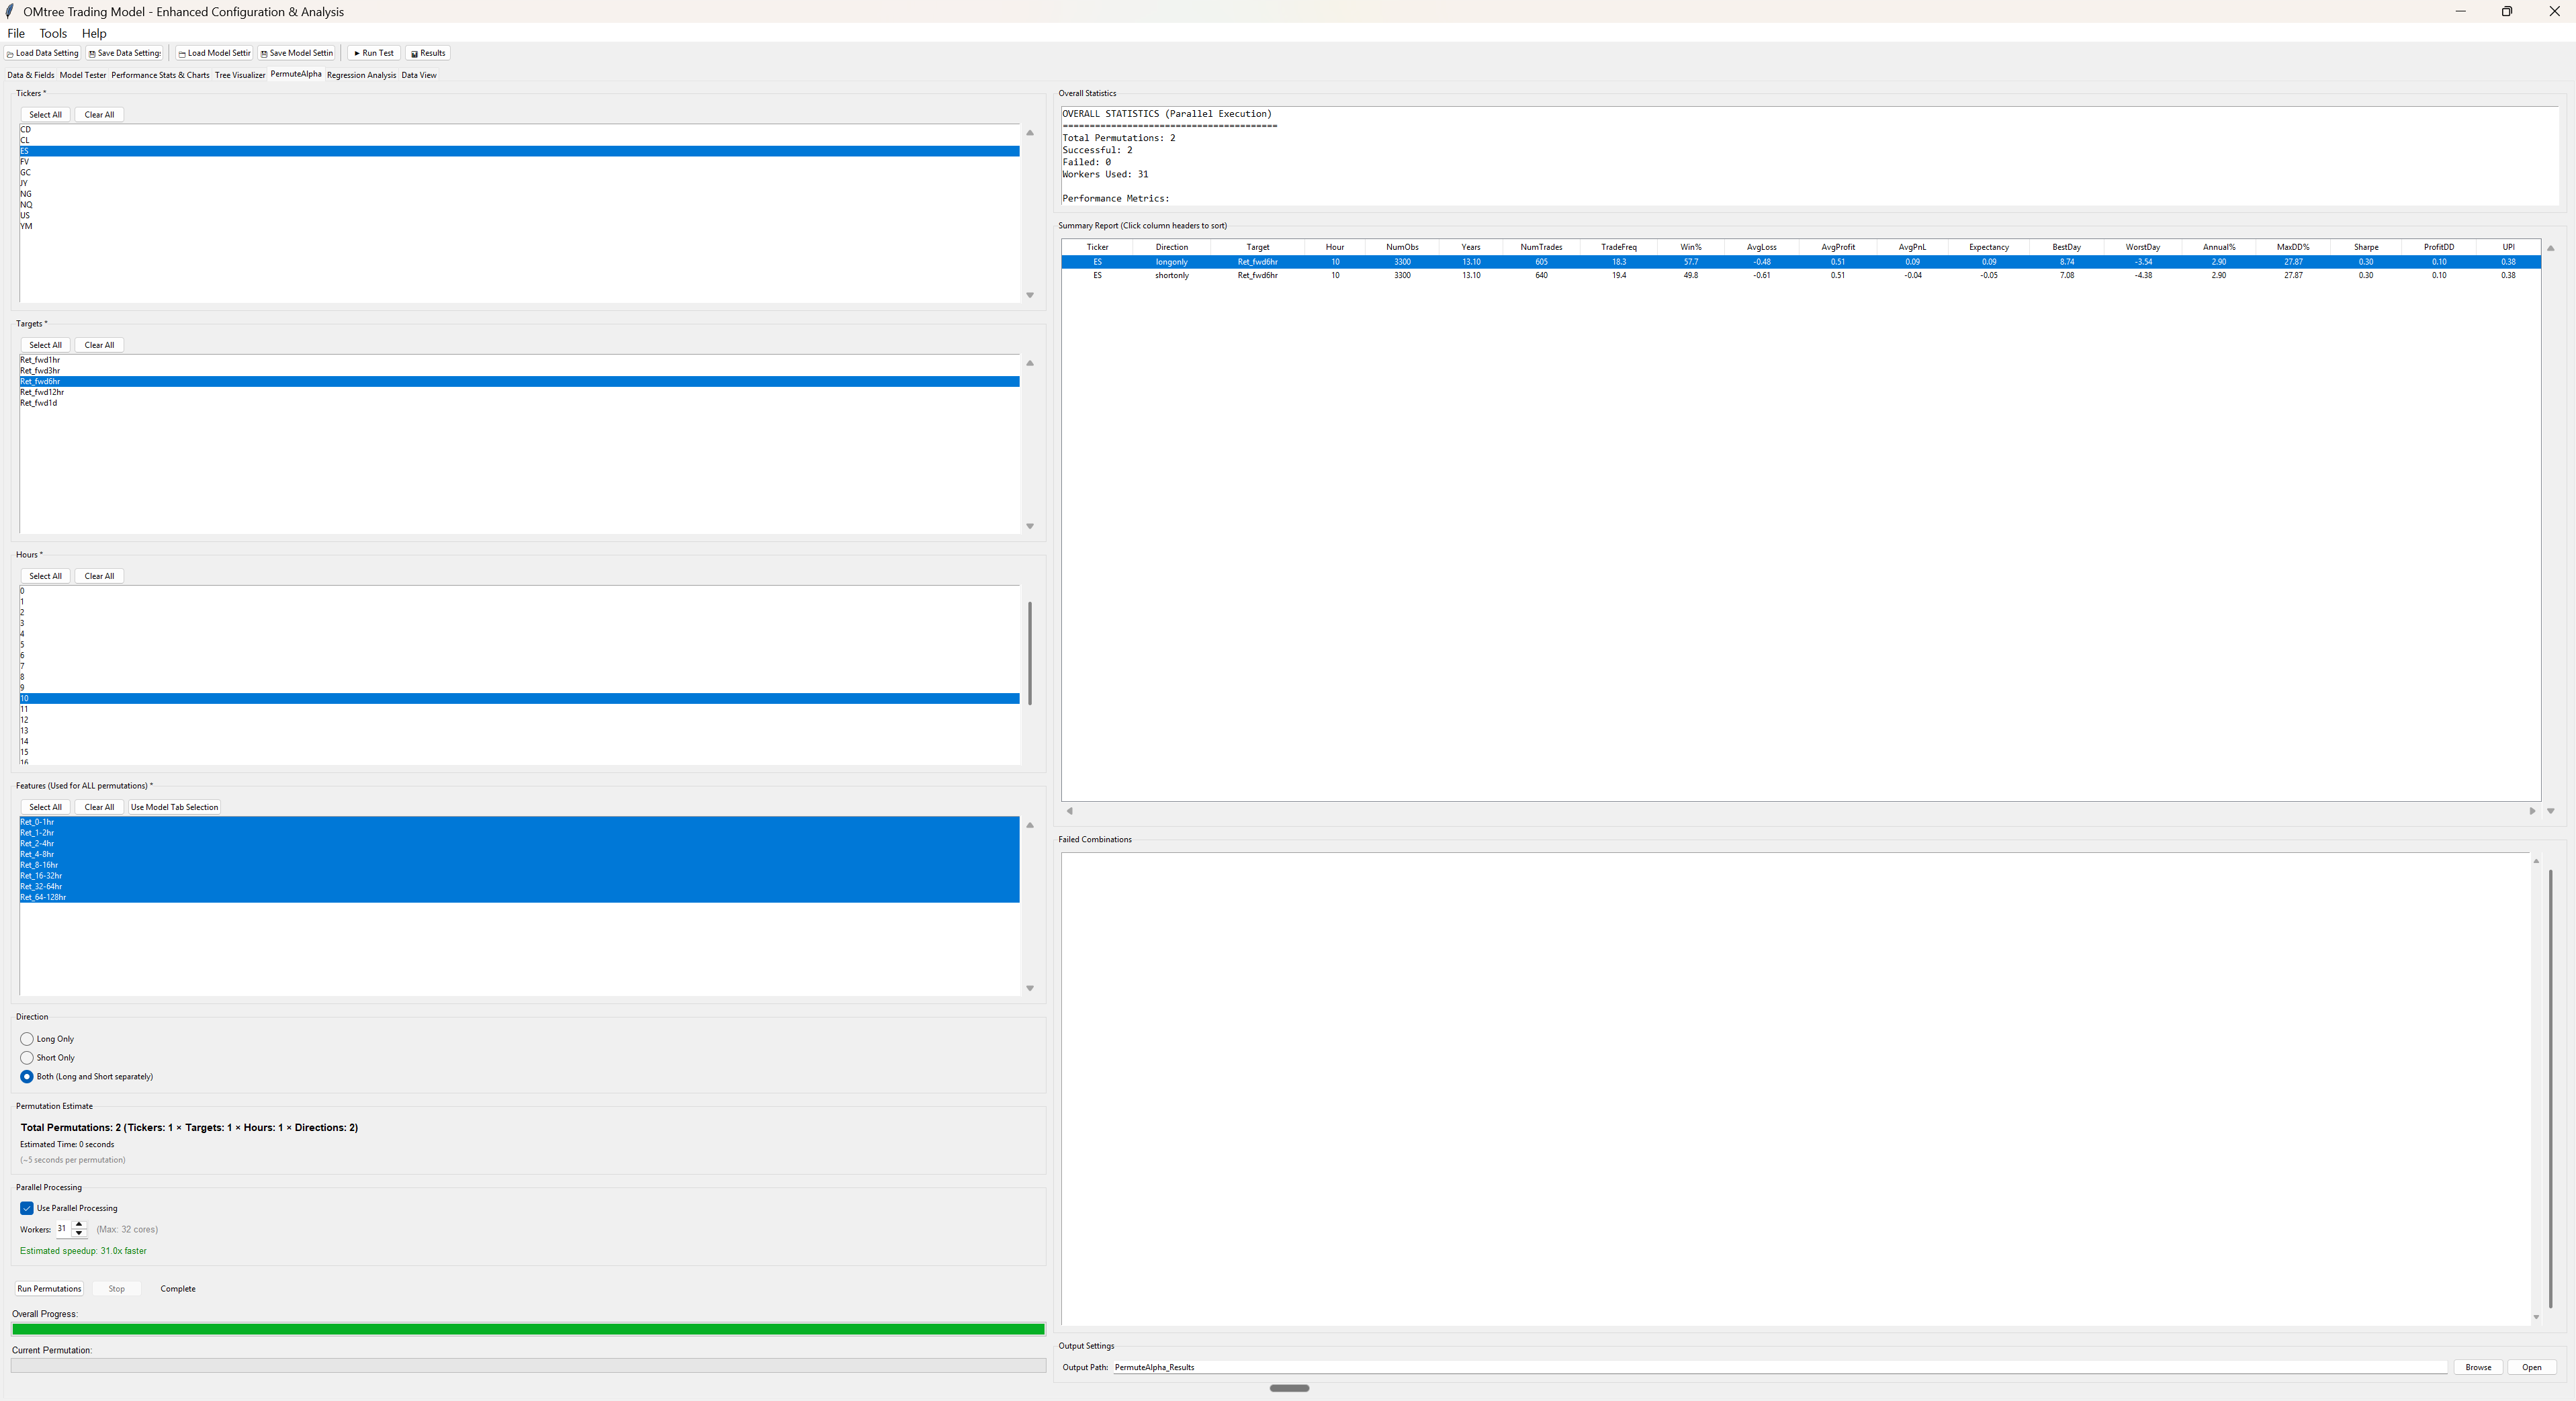 OMtree Trading Model - Enhanced Configuration & Analysis
File Tools Help
Load Data Setting Save Data Settings Load Model Settin Save Model Settin Run Test Results
Data & Fields Model Tester Performance Stats & Charts Tree Visualizer PermuteAlpha Regression Analysis Data View
Tickers *
Select All Clear All
CD
CL
ES
FV
GC
JY
NG
NQ
US
YM
Targets *
Select All Clear All
Ret_fwd1hr
Ret_fwd3hr
Ret_fwd6hr
Ret_fwd12hr
Ret_fwd1d
Hours *
Select All Clear All
0
1
2
3
4
5
6
7
8
9
10
11
12
13
14
15
16
Features (Used for ALL permutations) *
Select All Clear All Use Model Tab Selection
Ret_0-1hr
Ret_1-2hr
Ret_2-4hr
Ret_4-8hr
Ret_8-16hr
Ret_16-32hr
Ret_32-64hr
Ret_64-128hr
Direction
Long Only
Short Only
Both (Long and Short separately)
Permutation Estimate
Total Permutations: 2 (Tickers: 1 × Targets: 1 × Hours: 1 × Directions: 2)
Estimated Time: 0 seconds
(~5 seconds per permutation)
Parallel Processing
Use Parallel Processing
Workers: 31 (Max: 32 cores)
Estimated speedup: 31.0x faster
Run Permutations Stop Complete
Overall Progress:
Current Permutation:
Overall Statistics
OVERALL STATISTICS (Parallel Execution)
========================================
Total Permutations: 2
Successful: 2
Failed: 0
Workers Used: 31
Performance Metrics:
Summary Report (Click column headers to sort)
Ticker Direction Target Hour NumObs Years NumTrades TradeFreq Win% AvgLoss AvgProfit AvgPnL Expectancy BestDay WorstDay Annual% MaxDD% Sharpe ProfitDD UPI
ES longonly Ret_fwd6hr 10 3300 13.10 605 18.3 57.7 -0.48 0.51 0.09 0.09 8.74 -3.54 2.90 27.87 0.30 0.10 0.38
ES shortonly Ret_fwd6hr 10 3300 13.10 640 19.4 49.8 -0.61 0.51 -0.04 -0.05 7.08 -4.38 2.90 27.87 0.30 0.10 0.38
Failed Combinations
Output Settings
Output Path: PermuteAlpha_Results Browse Open